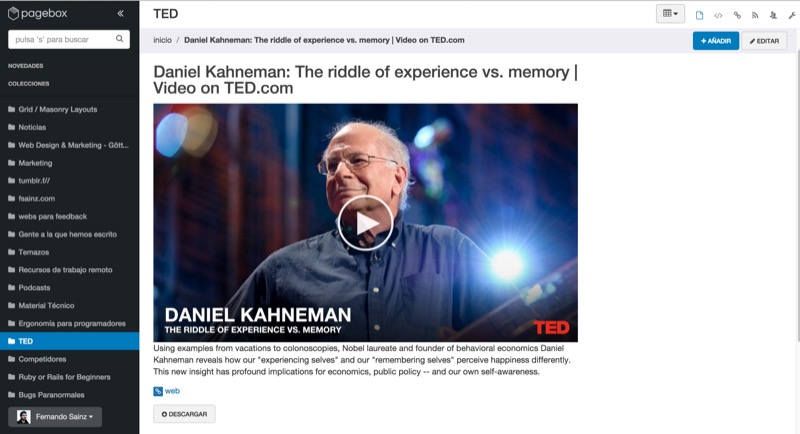 pagebox
«
pulsa 's' para buscar
NOVEDADES
COLECCIONES
Grid / Masonry Layouts
Noticias
Web Design & Marketing - Gött...
Marketing
tumblr.f//
fsainz.com
webs para feedback
Gente a la que hemos escrito
Temazos
Recursos de trabajo remoto
Podcasts
Material Técnico
Ergonomía para programadores
TED
Competidores
Ruby or Rails for Beginners
Bugs Paranormales
Fernando Sainz
TED
inicio / Daniel Kahneman: The riddle of experience vs. memory | Video on TED.com
+ AÑADIR
EDITAR
Daniel Kahneman: The riddle of experience vs. memory |
Video on TED.com
DANIEL KAHNEMAN
THE RIDDLE OF EXPERIENCE VS. MEMORY
TED
Using examples from vacations to colonoscopies, Nobel laureate and founder of behavioral economics Daniel
Kahneman reveals how our "experiencing selves" and our "remembering selves" perceive happiness differently.
This new insight has profound implications for economics, public policy -- and our own self-awareness.
web
DESCARGAR